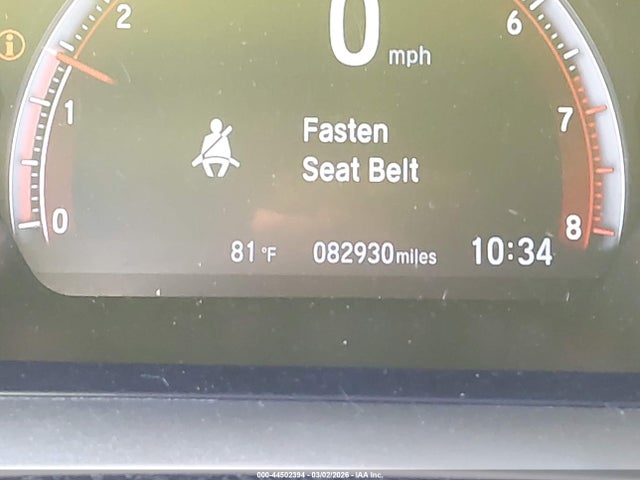 2
0
mph
6
1
7
Fasten
Seat Belt
0
8
81 °F
082930 miles
10:34
000-44502394 - 03/02/2026 - IAA Inc.